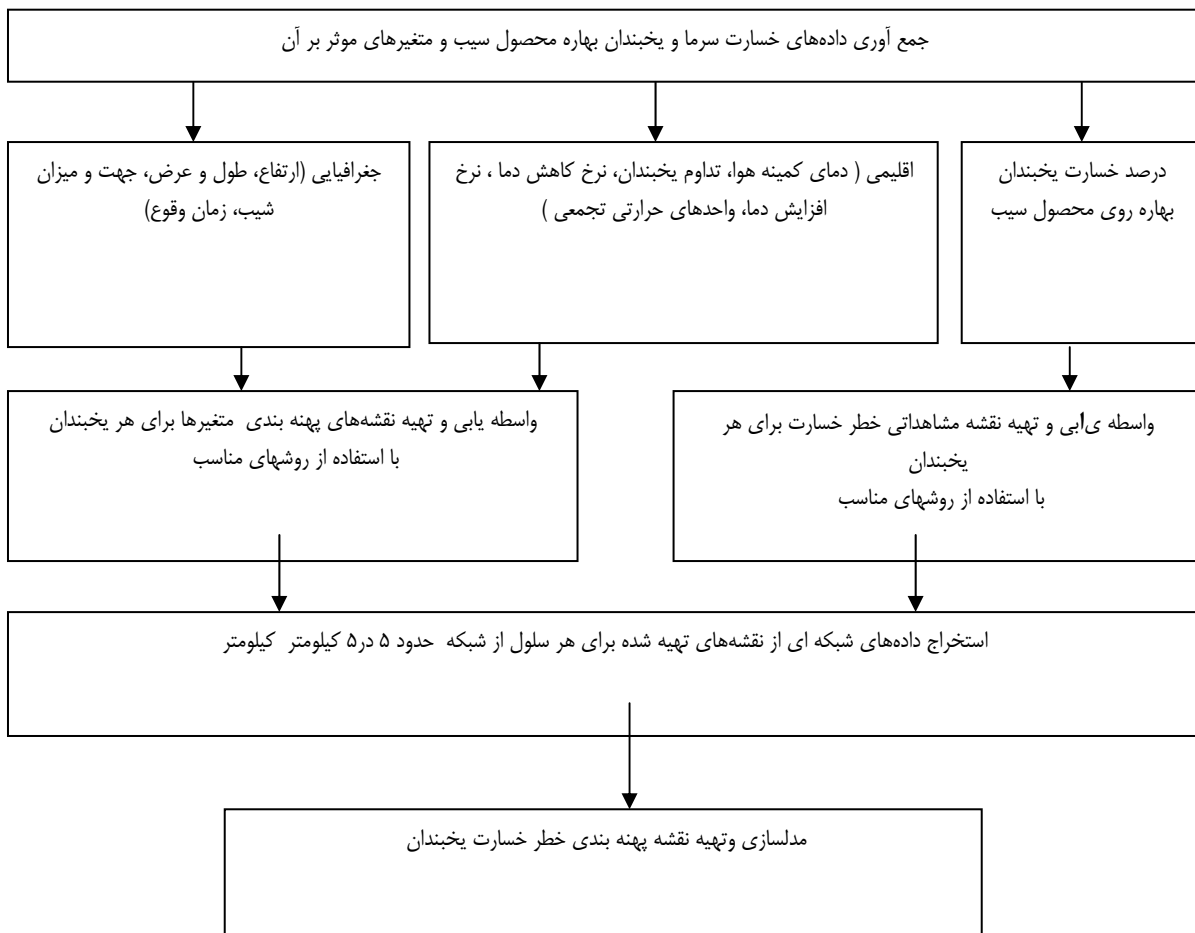 جمع آوری داده‌های خسارت سرما و یخبندان بهاره محصول سیب و متغیرهای موثر بر آن
درصد خسارت یخبندان
بهاره روی محصول سیب
اقلیمی ( دمای کمینه هوا، تداوم یخبندان، نرخ کاهش دما ، نرخ
افزایش دما، واحدهای حرارتی تجمعی )
جغرافیایی (ارتفاع، طول و عرض، جهت و میزان
شیب، زمان وقوع)
واسطه یابی و تهیه نقشه مشاهداتی خطر خسارت برای هر
یخبندان
با استفاده از روشهای مناسب
واسطه یابی و تهیه نقشه‌های پهنه بندی متغیرها برای هر یخبندان
با استفاده از روشهای مناسب
استخراج داده‌های شبکه ای از نقشه‌های تهیه شده برای هر سلول از شبکه حدود ۵ در۵ کیلومتر کیلومتر
مدلسازی وتهیه نقشه پهنه بندی خطر خسارت یخبندان